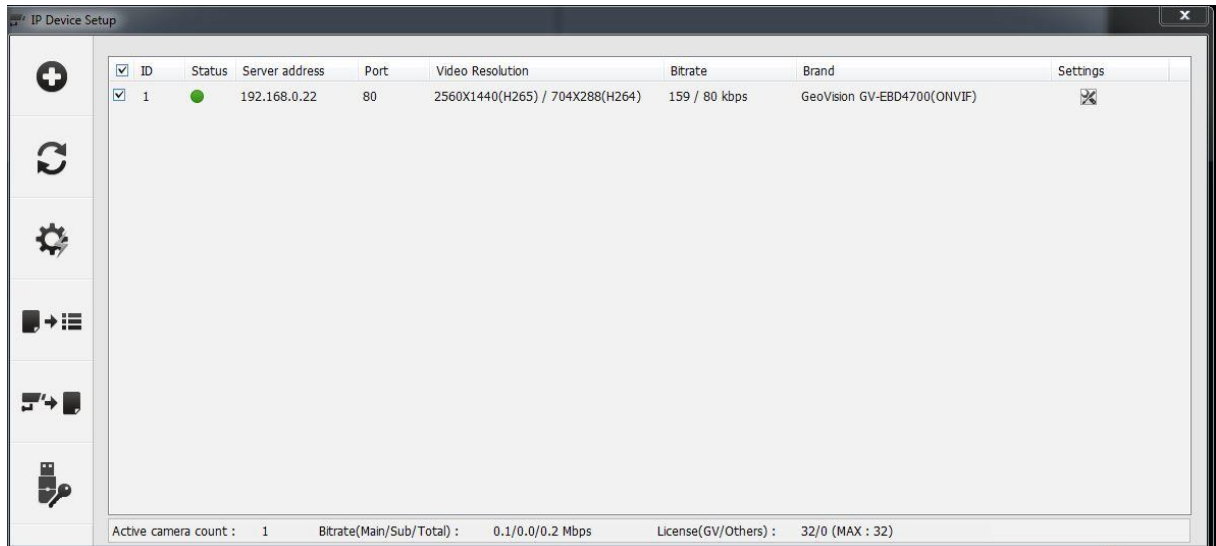 IP Device Setup
ID Status Server address Port Video Resolution Bitrate Brand Settings
1 192.168.0.22 80 2560X1440(H265) / 704X288(H264) 159 / 80 kbps GeoVision GV-EBD4700(ONVIF)
Active camera count : 1 Bitrate(Main/Sub/Total) : 0.1/0.0/0.2 Mbps License(GV/Others) : 32/0 (MAX : 32)